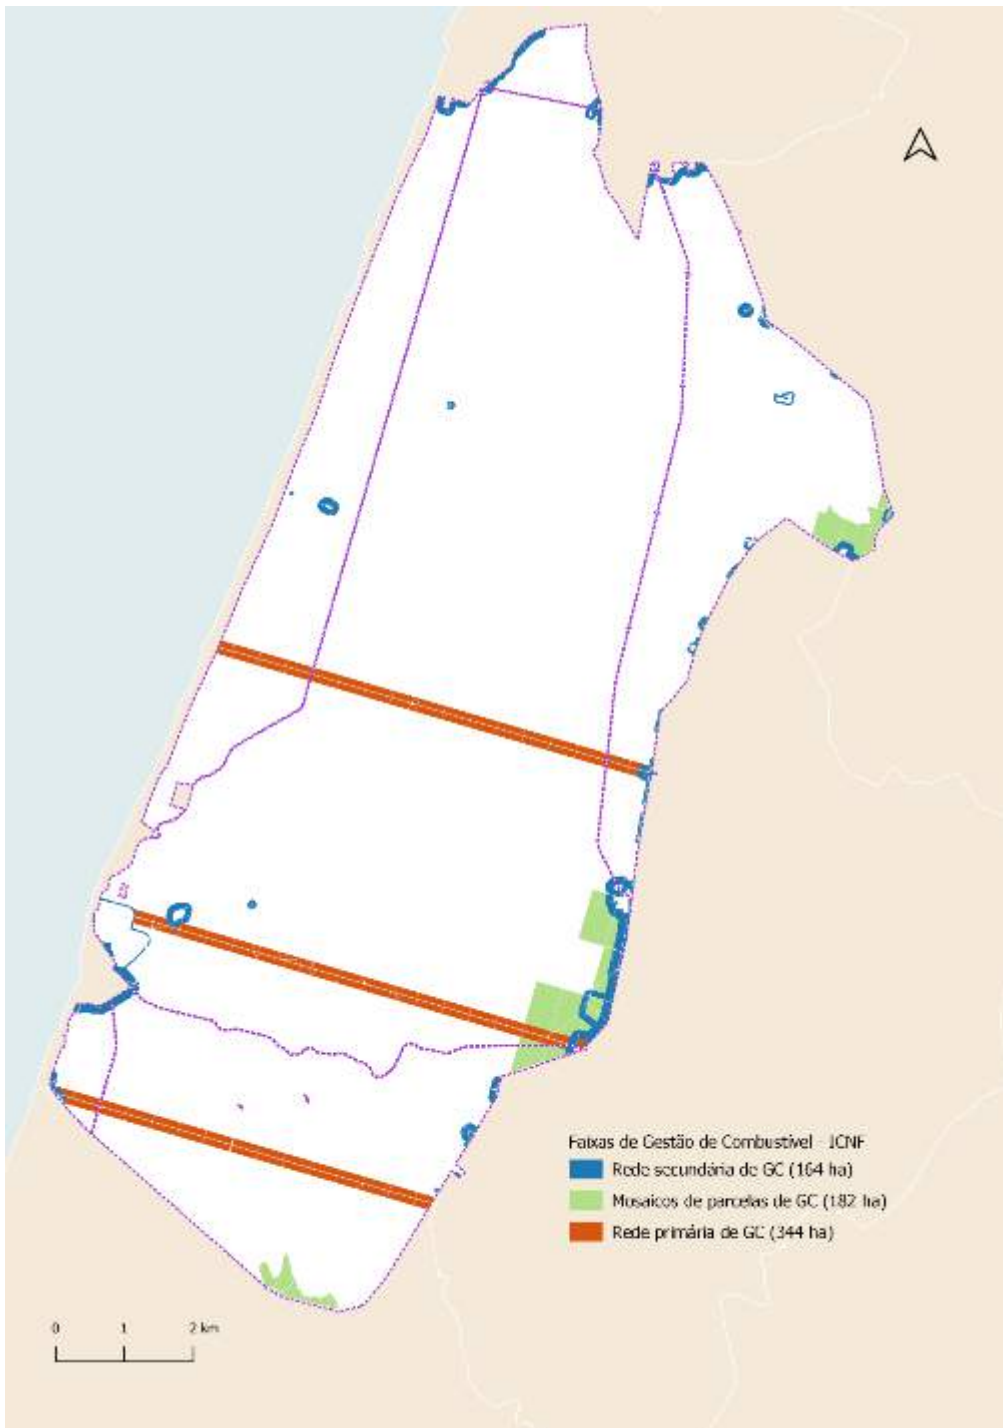 Faixas de Gestão de Combustível - ICNF
Rede secundária de GC (164 ha)
Mosaicos de parcelas de GC (182 ha)
Rede primária de GC (344 ha)
0 1 2 km